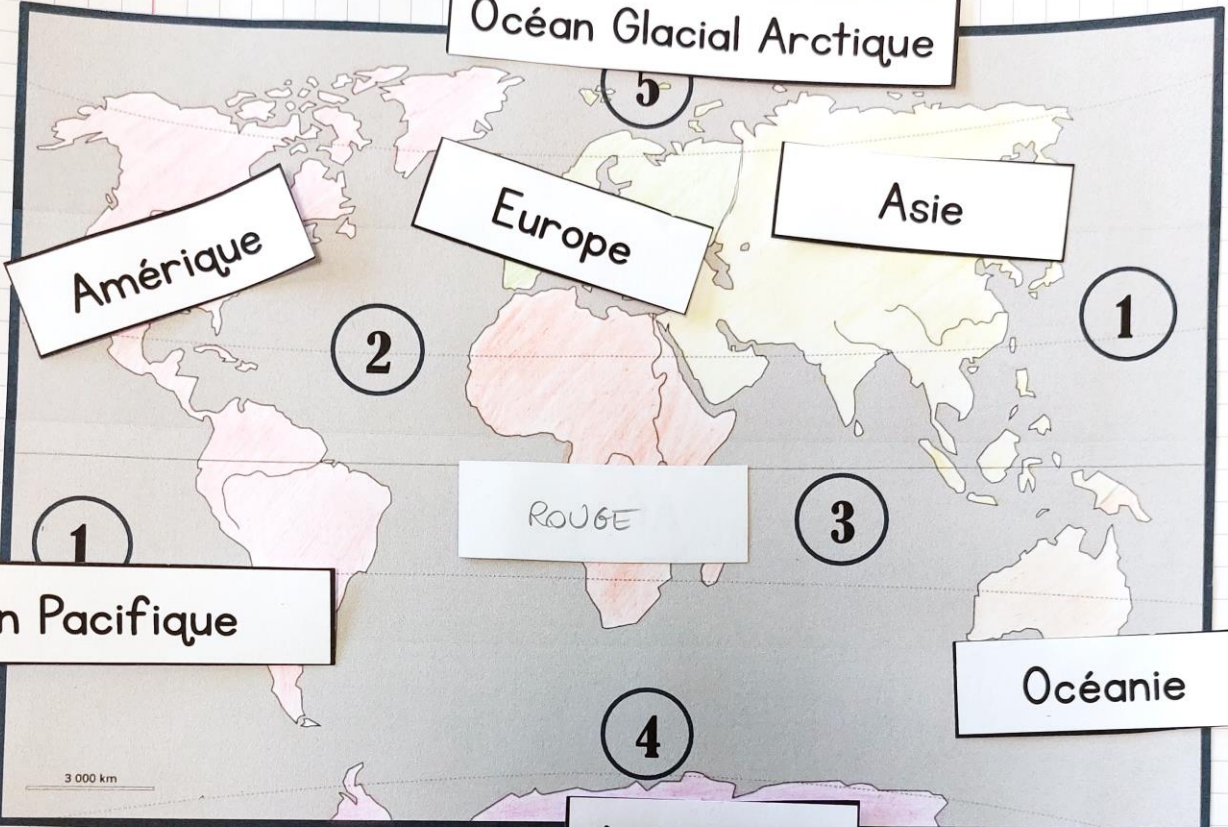 Océan Glacial Arctique
5
Europe
Asie
Amérique
1
2
ROUGE
3
1
n Pacifique
Océanie
4
3 000 km